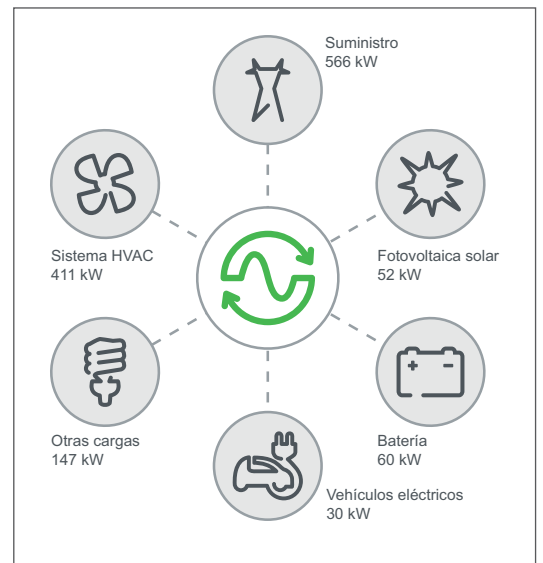 Suministro
566 kW
Sistema HVAC
411 kW
Fotovoltaica solar
52 kW
Otras cargas
147 kW
Batería
60 kW
Vehículos eléctricos
30 kW